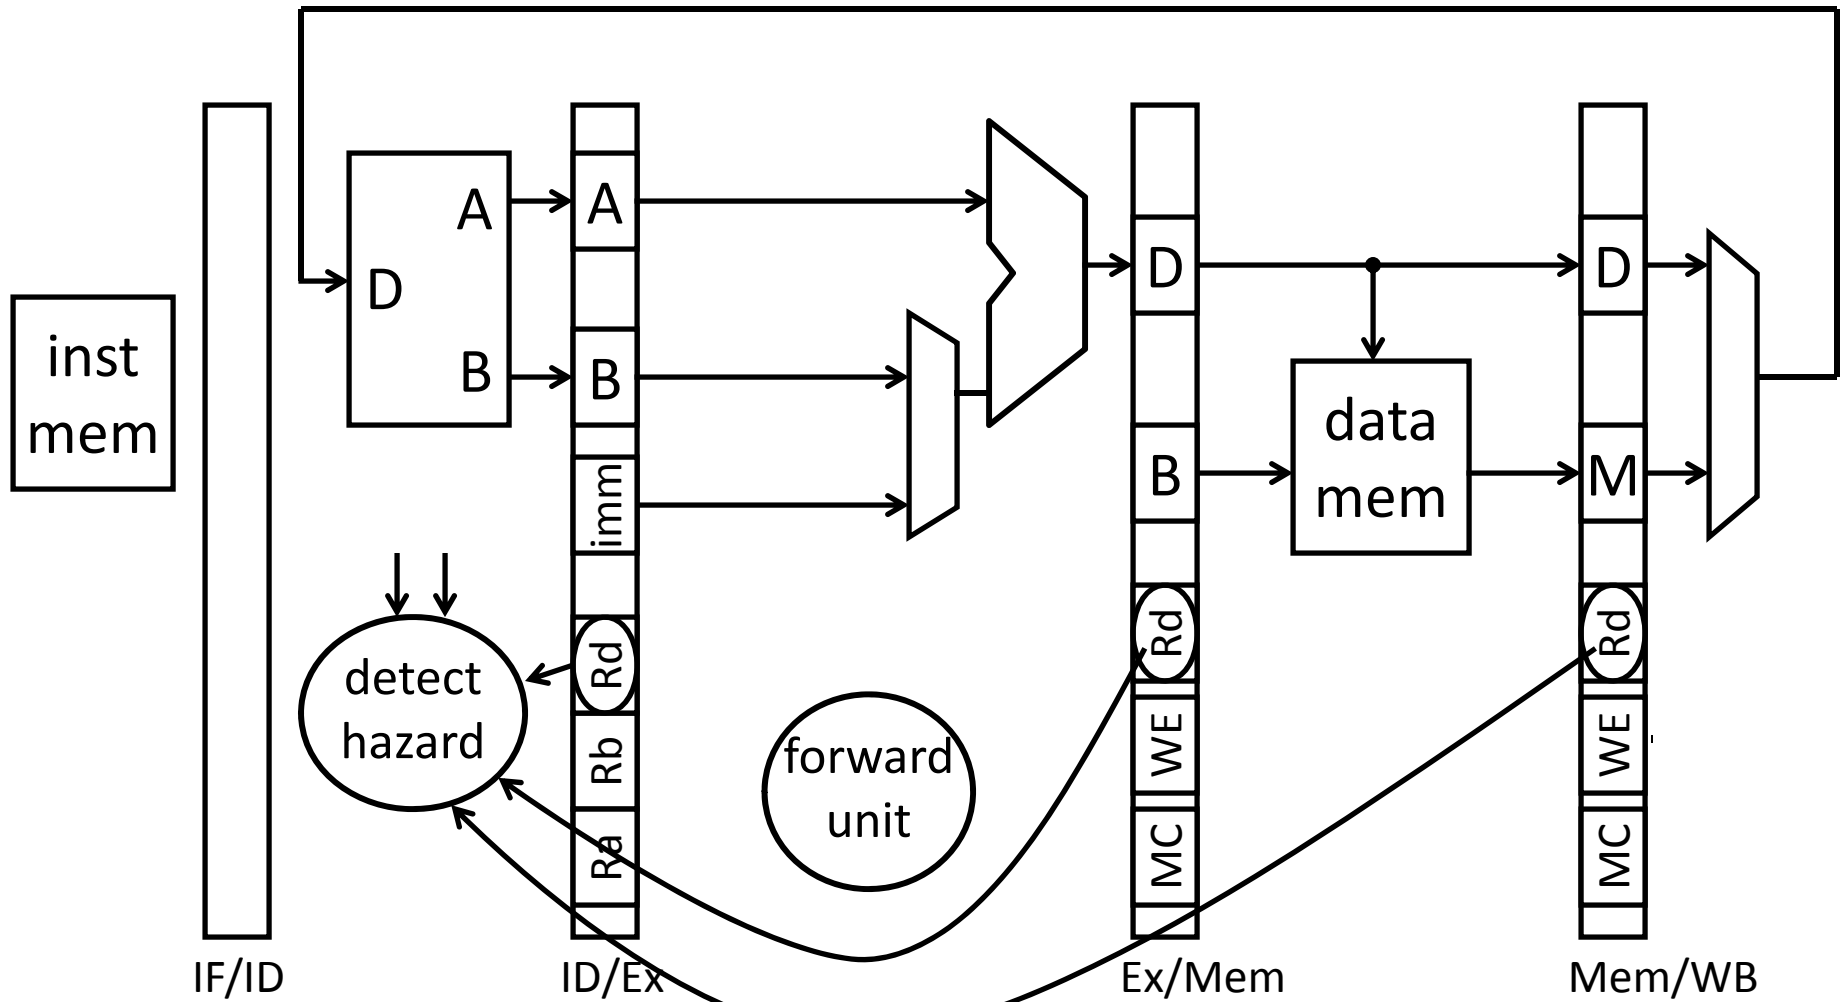 inst
mem
D
A
B
A
B
imm
Rd
Rb
Ra
detect
hazard
forward
unit
D
B
Rd
WE
MC
data
mem
D
M
Rd
WE
MC
IF/ID
ID/Ex
Ex/Mem
Mem/WB